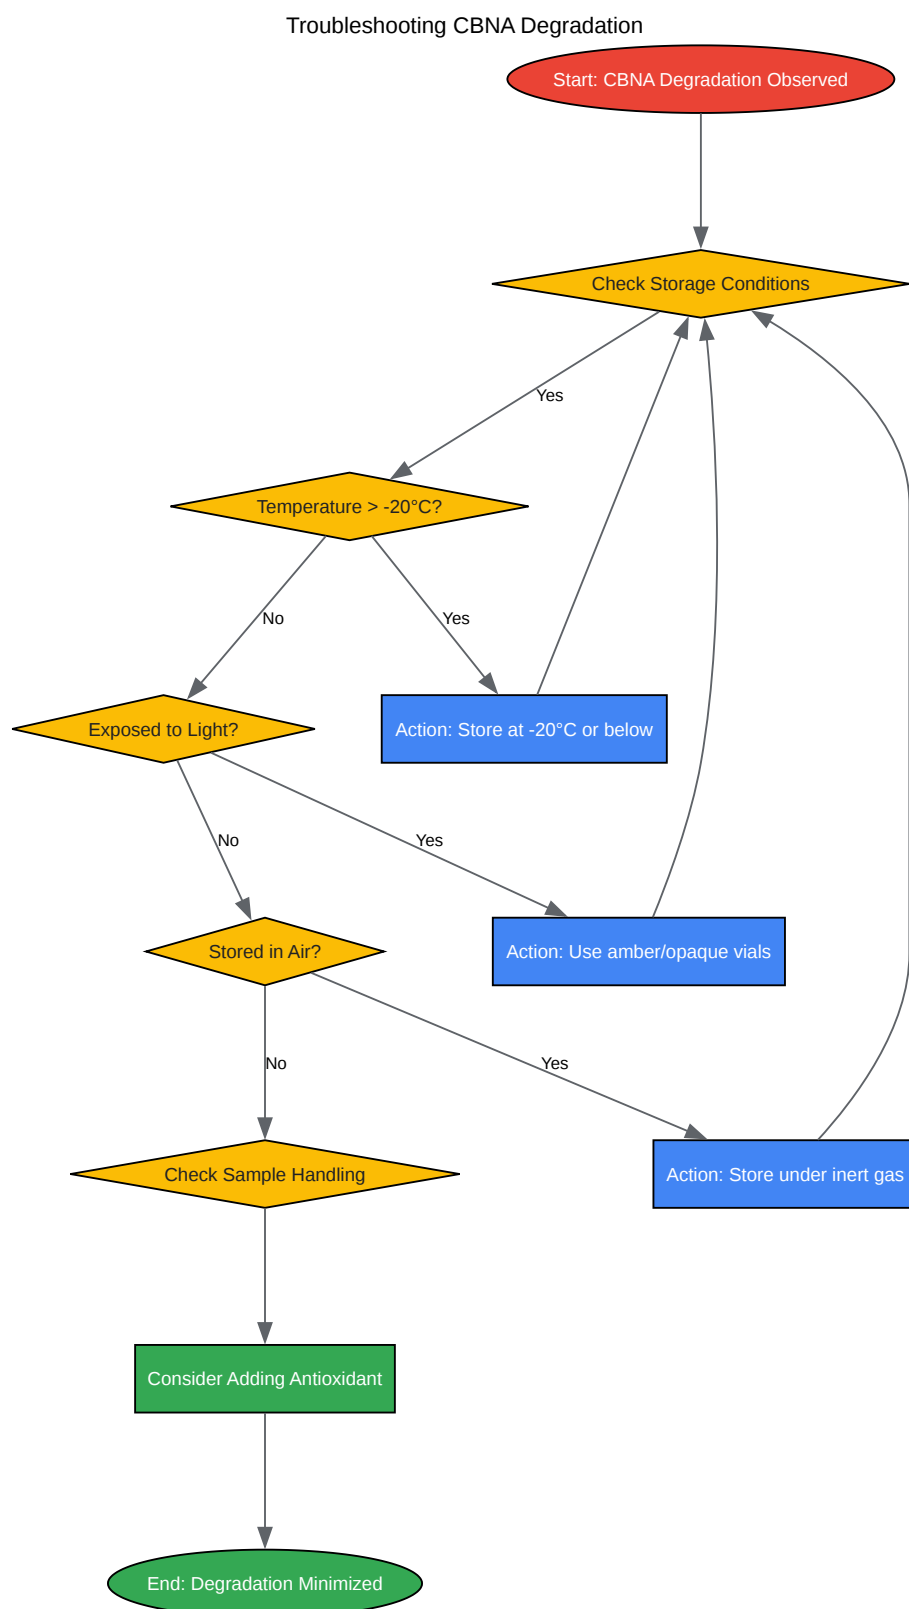 Troubleshooting CBNA Degradation
Start: CBNA Degradation Observed
Check Storage Conditions
Yes
Temperature > -20°C?
No
Yes
Exposed to Light?
Action: Store at -20°C or below
No
Yes
Stored in Air?
Action: Use amber/opaque vials
No
Yes
Check Sample Handling
Action: Store under inert gas
Consider Adding Antioxidant
End: Degradation Minimized